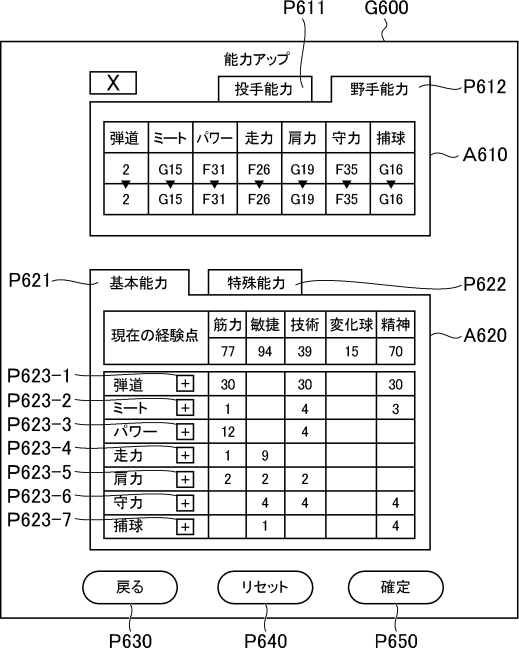 P611 G600
能力アップ
X 投手能力 野手能力 P612
弾道 ミート パワー 走力 肩力 守力 捕球
2 G15 F31 F26 G19 F35 G16
2 G15 F31 F26 G19 F35 G16
A610
P621 基本能力 特殊能力 P622
現在の経験点 筋力 敏捷 技術 変化球 精神
77 94 39 15 70
A620
P623-1 弾道 + 30 30 30
P623-2 ミート + 1 4 3
P623-3 パワー + 12 4
P623-4 走力 + 1 9
P623-5 肩力 + 2 2 2
P623-6 守力 + 4 4 4
P623-7 捕球 + 1 4
戻る リセット 確定
P630 P640 P650